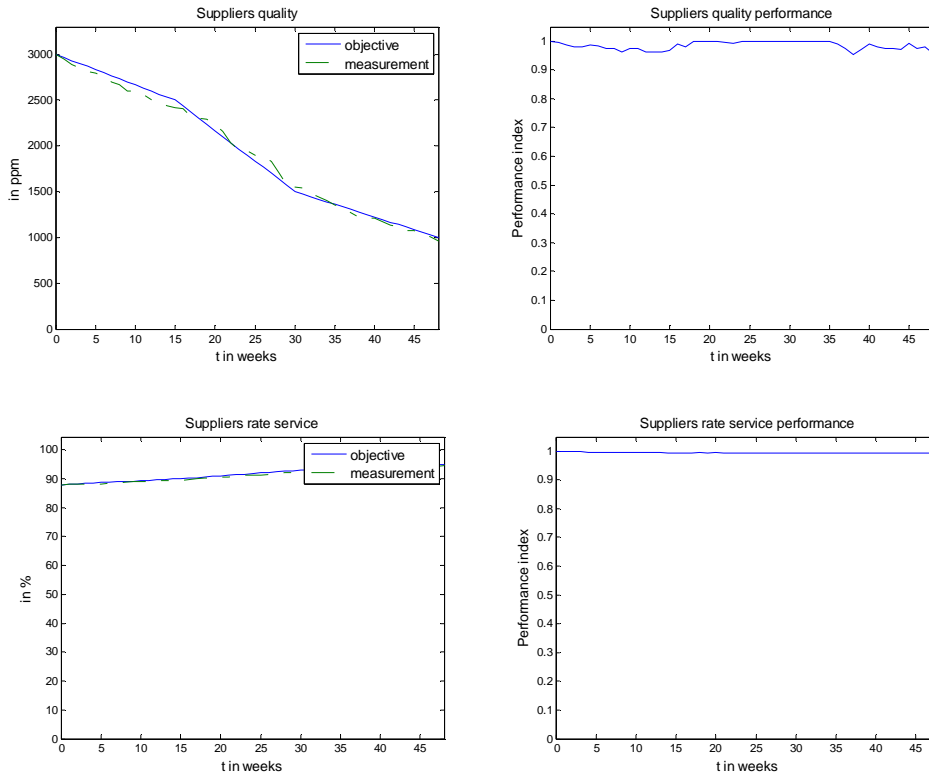 Suppliers quality
3000
2500
2000
1500
1000
500
0
in ppm
objective
measurement
0 5 10 15 20 25 30 35 40 45
t in weeks
Suppliers quality performance
1
0.9
0.8
0.7
0.6
0.5
0.4
0.3
0.2
0.1
0
Performance index
0 5 10 15 20 25 30 35 40 45
t in weeks
Suppliers rate service
100
90
80
70
60
50
40
30
20
10
0
in %
objective
measurement
0 5 10 15 20 25 30 35 40 45
t in weeks
Suppliers rate service performance
1
0.9
0.8
0.7
0.6
0.5
0.4
0.3
0.2
0.1
0
Performance index
0 5 10 15 20 25 30 35 40 45
t in weeks